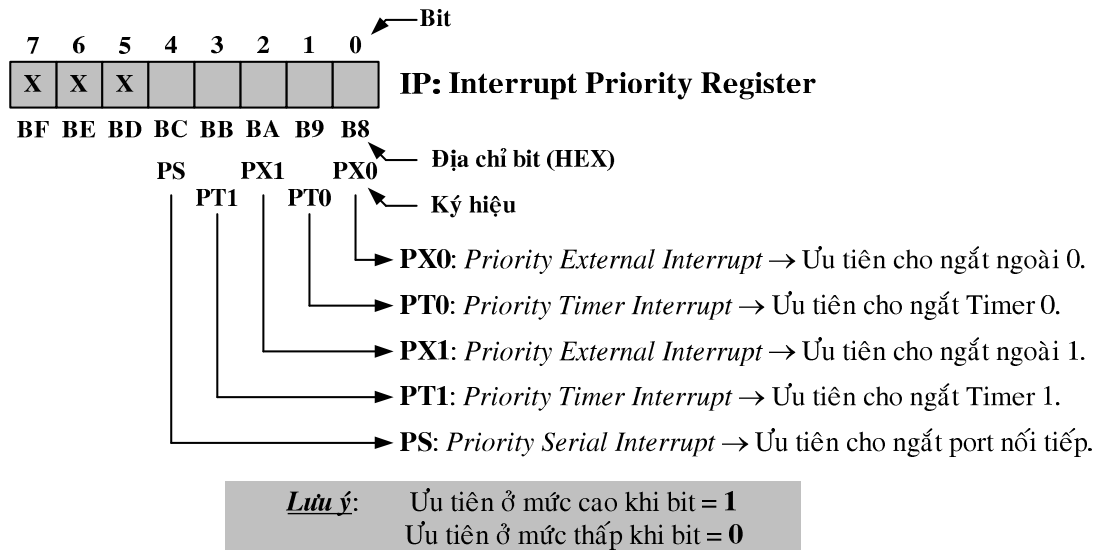 Bit
7 6 5 4 3 2 1 0
X X X
IP: Interrupt Priority Register
BF BE BD BC BB BA B9 B8
Địa chỉ bit (HEX)
PS PX1 PX0
PT1 PT0
Ký hiệu
PX0: Priority External Interrupt → Ưu tiên cho ngắt ngoài 0.
PT0: Priority Timer Interrupt → Ưu tiên cho ngắt Timer 0.
PX1: Priority External Interrupt → Ưu tiên cho ngắt ngoài 1.
PT1: Priority Timer Interrupt → Ưu tiên cho ngắt Timer 1.
PS: Priority Serial Interrupt → Ưu tiên cho ngắt port nối tiếp.
Lưu ý: Ưu tiên ở mức cao khi bit = 1
Ưu tiên ở mức thấp khi bit = 0